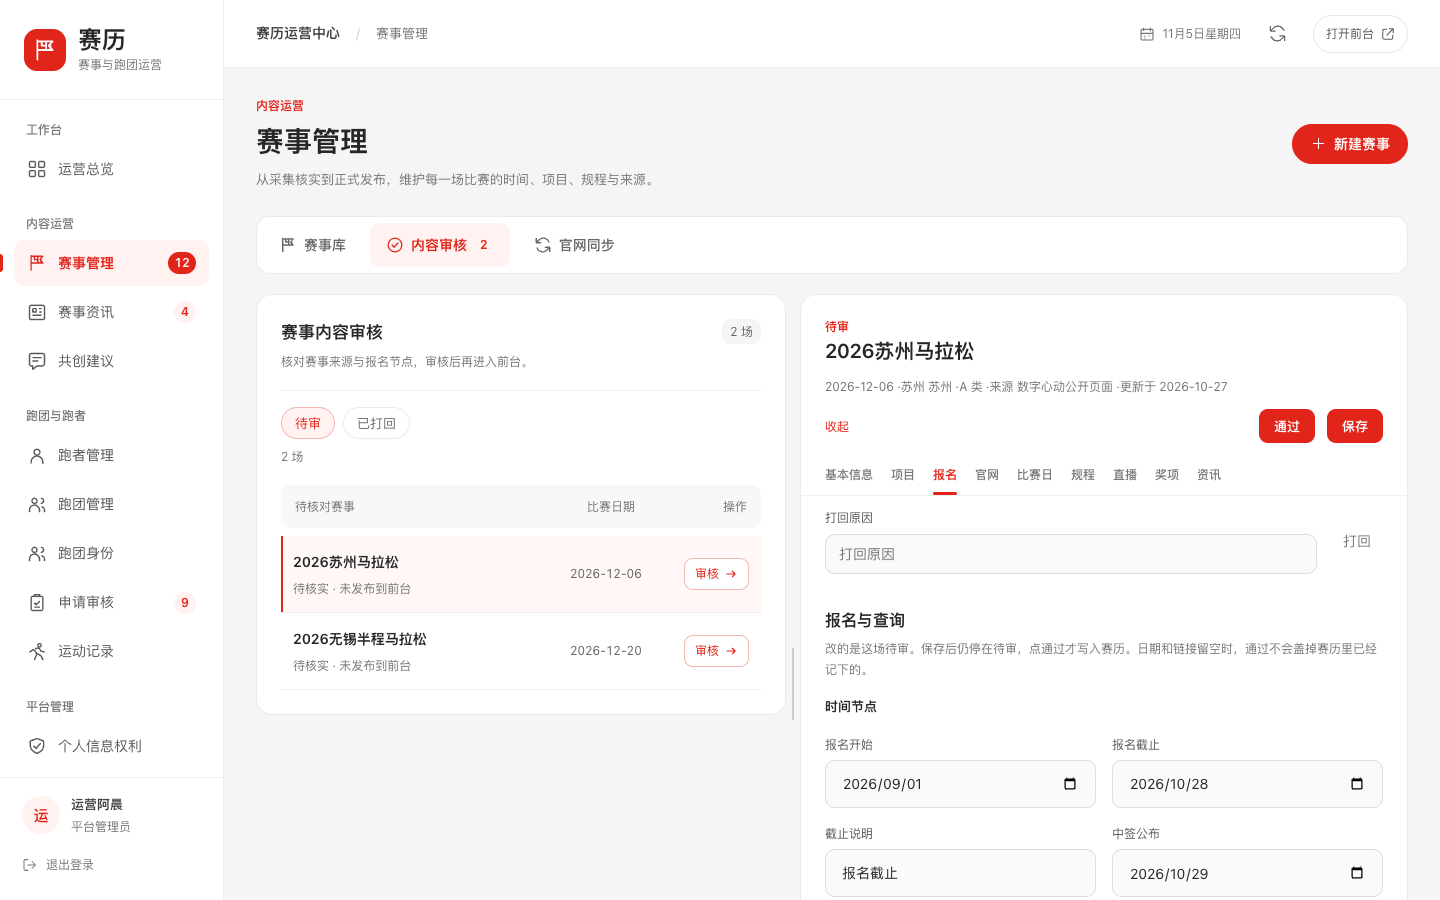 赛历
赛事与跑团运营
工作台
运营总览
内容运营
赛事管理 12
赛事资讯 4
共创建议
跑团与跑者
跑者管理
跑团管理
跑团身份
申请审核 9
运动记录
平台管理
个人信息权利
运 运营阿晨
平台管理员
退出登录
赛历运营中心 / 赛事管理
11月5日星期四
打开前台
内容运营
赛事管理
从采集核实到正式发布，维护每一场比赛的时间、项目、规程与来源。
新建赛事
赛事库 内容审核 2 官网同步
赛事内容审核 2 场
核对赛事来源与报名节点，审核后再进入前台。
待审 已打回
2 场
待核对赛事 比赛日期 操作
2026苏州马拉松
待核实 · 未发布到前台
2026-12-06 审核 →
2026无锡半程马拉松
待核实 · 未发布到前台
2026-12-20 审核 →
待审
2026苏州马拉松
2026-12-06 ·苏州 苏州 ·A 类 ·来源 数字心动公开页面 ·更新于 2026-10-27
收起 通过 保存
基本信息 项目 报名 官网 比赛日 规程 直播 奖项 资讯
打回原因
打回原因 打回
报名与查询
改的是这场待审。保存后仍停在待审，点通过才写入赛历。日期和链接留空时，通过不会盖掉赛历里已经
记下的。
时间节点
报名开始 报名截止
2026/09/01 2026/10/28
截止说明 中签公布
报名截止 2026/10/29